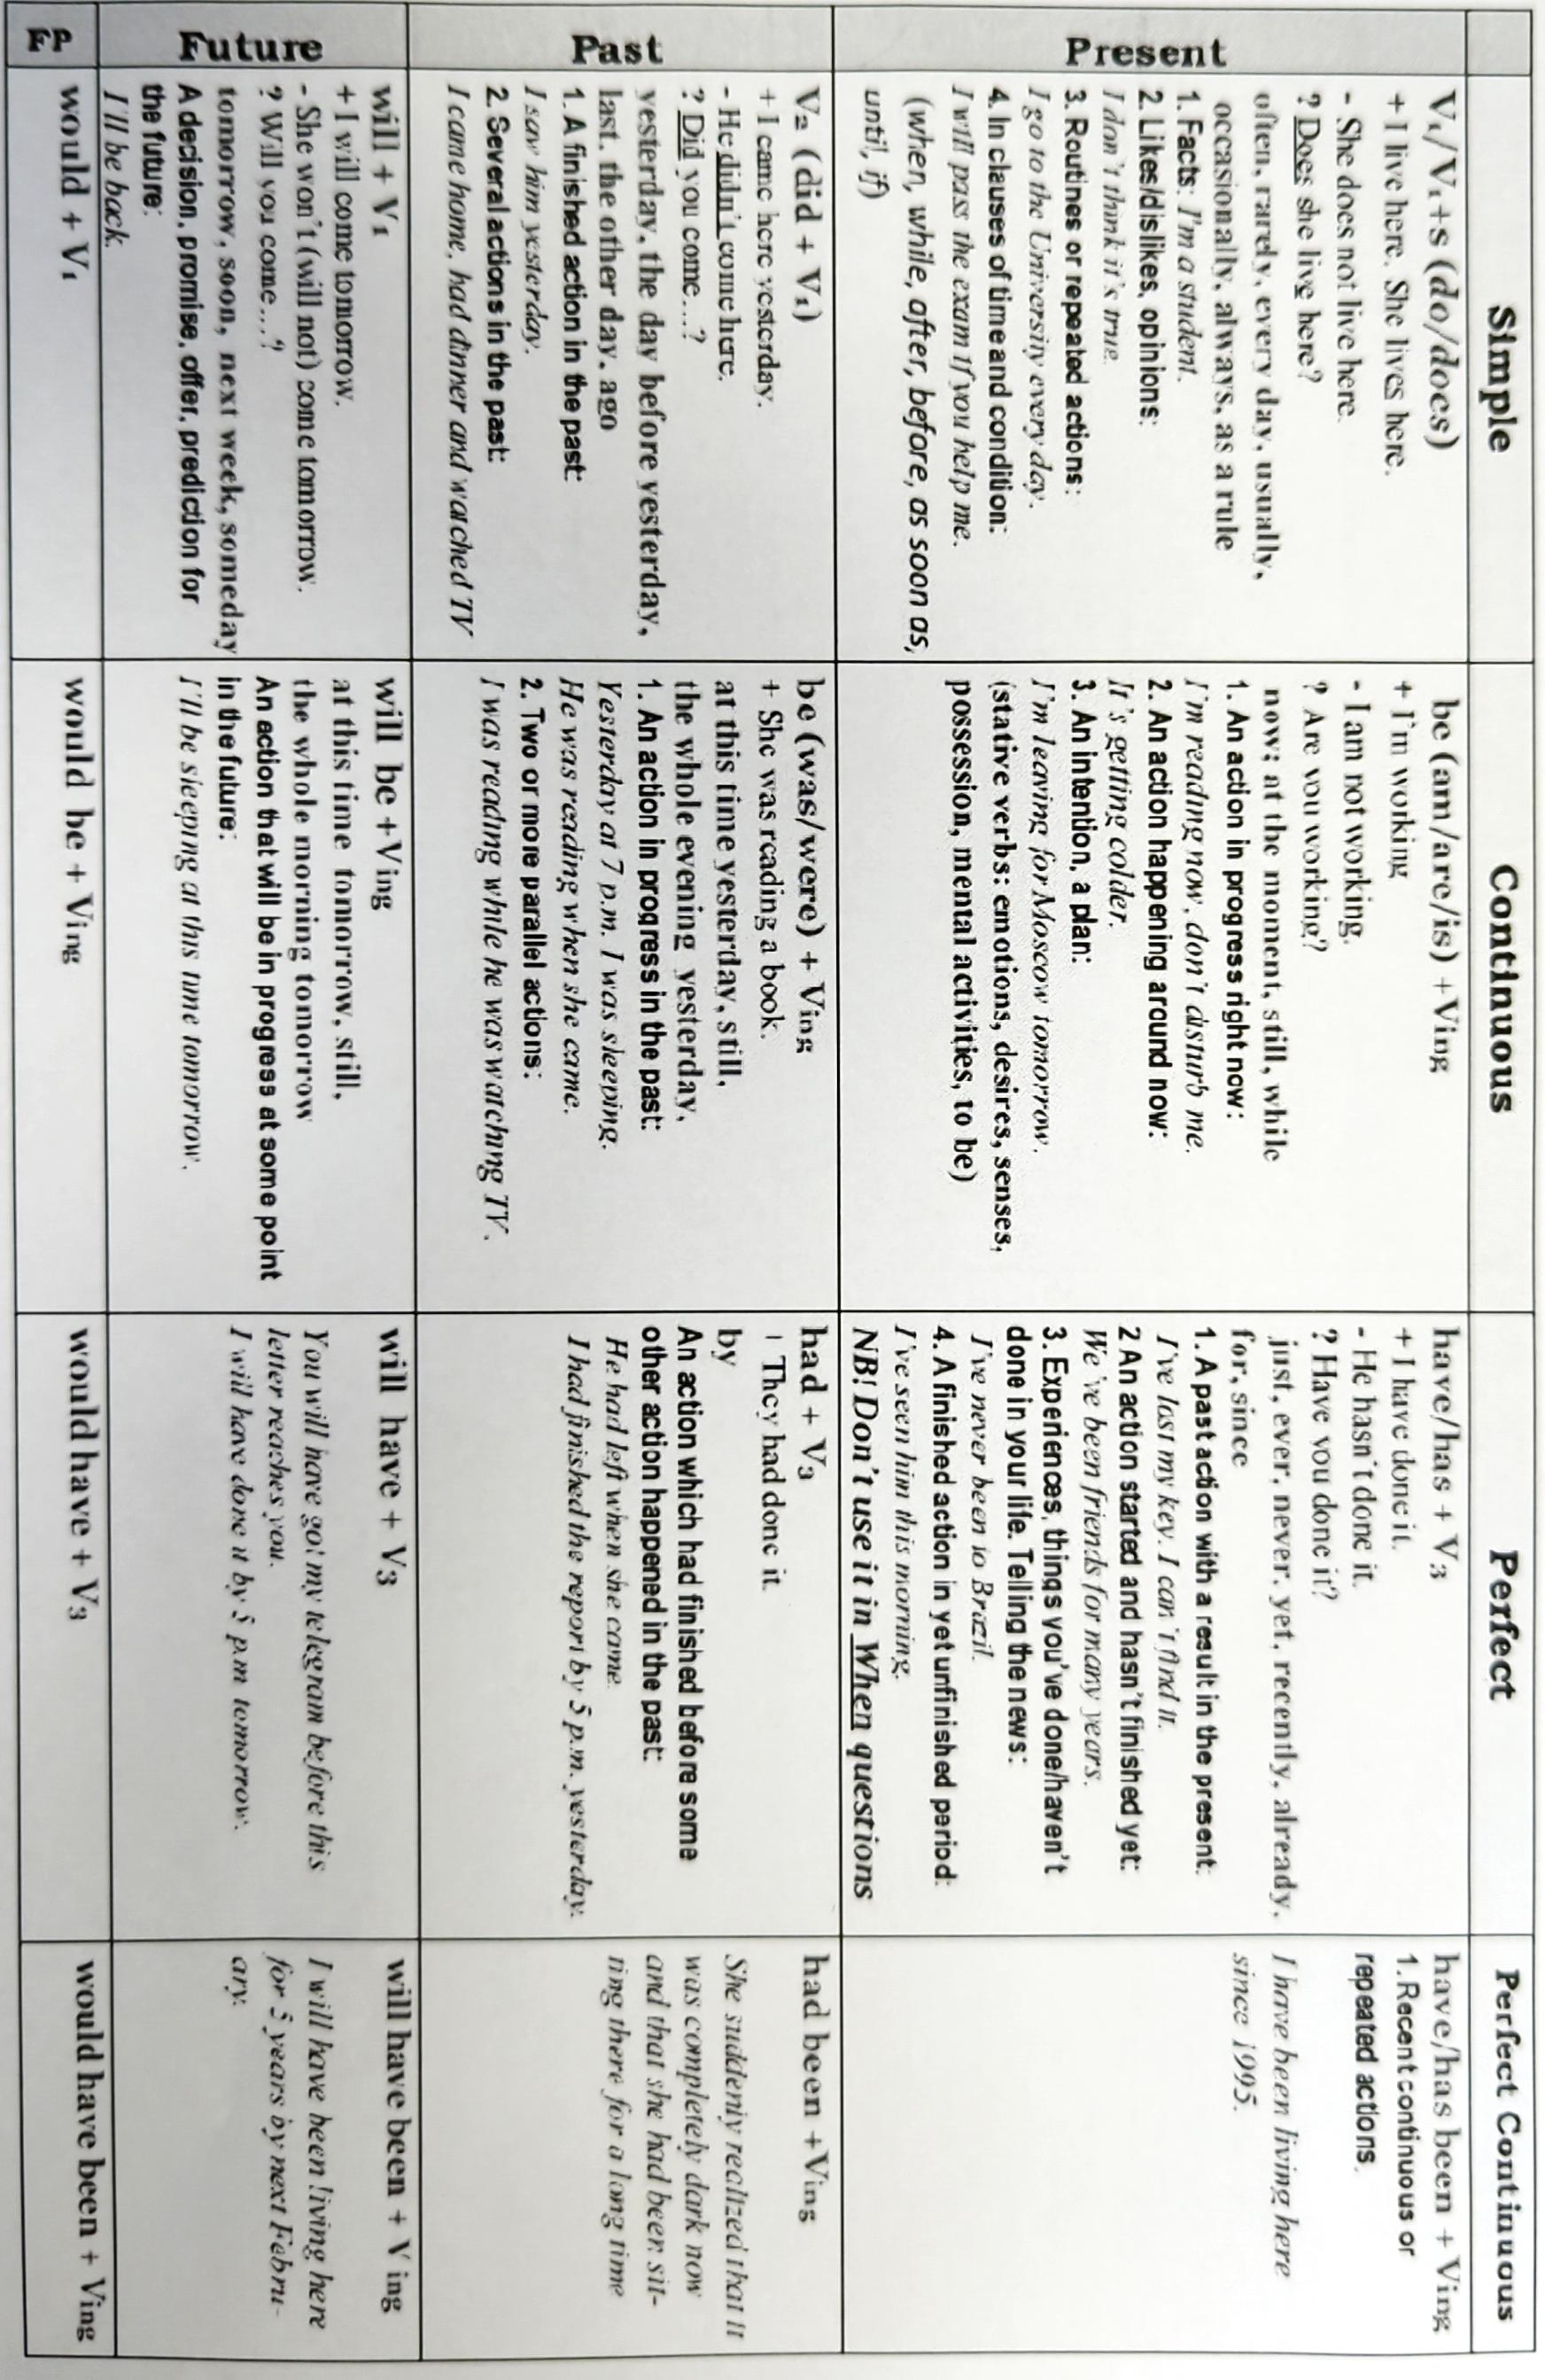 Simple
Continuous
Perfect
Perfect Continuous
Present
V₁/V₁+s (do/does)
+ I live here. She lives here.
- She does not live here.
? Does she live here?
often, rarely, every day, usually,
occasionally, always, as a rule
1. Facts: I'm a student.
2. Likes/dislikes, opinions:
I don't think it's true.
3. Routines or repeated actions:
I go to the University every day.
4. In clauses of time and condition:
I will pass the exam if you help me.
(when, while, after, before, as soon as,
until, if)
be (am/are/is) +Ving
+ I'm working
- I am not working.
? Are you working?
now; at the moment, still, while
1. An action in progress right now:
I'm reading now, don't disturb me.
2. An action happening around now:
It's getting colder.
3. An intention, a plan:
I'm leaving for Moscow tomorrow.
(stative verbs: emotions, desires, senses,
possession, mental activities, to be)
have/has + V₃
+ I have done it.
- He hasn't done it.
? Have you done it?
just, ever, never, yet, recently, already,
for, since
1. A past action with a result in the present:
I've lost my key. I can't find it.
2 An action started and hasn't finished yet:
We've been friends for many years.
3. Experiences, things you've done/haven't
done in your life. Telling the news:
I've never been to Brazil.
4. A finished action in yet unfinished period:
I've seen him this morning.
NB! Don't use it in When questions
have/has been + Ving
1. Recent continuous or
repeated actions.
I have been living here
since 1995.
Past
V₂ (did + V₁)
+ I came here yesterday.
- He didn't come here.
? Did you come...?
yesterday, the day before yesterday,
last, the other day, ago
1. A finished action in the past:
I saw him yesterday.
2. Several actions in the past:
I came home, had dinner and watched TV
be (was/were) + Ving
+ She was reading a book.
at this time yesterday, still,
the whole evening yesterday,
1. An action in progress in the past:
Yesterday at 7 p.m. I was sleeping.
He was reading when she came.
2. Two or more parallel actions:
I was reading while he was watching TV.
had + V₃
+ They had done it.
by
An action which had finished before some
other action happened in the past:
He had left when she came.
I had finished the report by 5 p.m. yesterday.
had been +Ving
She suddenly realized that it
was completely dark now
and that she had been sit-
ting there for a long time
Future
will + V₁
+ I will come tomorrow.
- She won't (will not) come tomorrow.
? Will you come...?
tomorrow, soon, next week, someday
A decision, promise, offer, prediction for
the future:
I'll be back.
will be +Ving
at this time tomorrow, still,
the whole morning tomorrow
An action that will be in progress at some point
in the future:
I'll be sleeping at this time tomorrow.
will have + V₃
You will have got my telegram before this
letter reaches you.
I will have done it by 5 p.m tomorrow.
will have been + V ing
I will have been living here
for 5 years by next Febru-
ary.
would + V₁
would be + Ving
would have + V₃
would have been + Ving